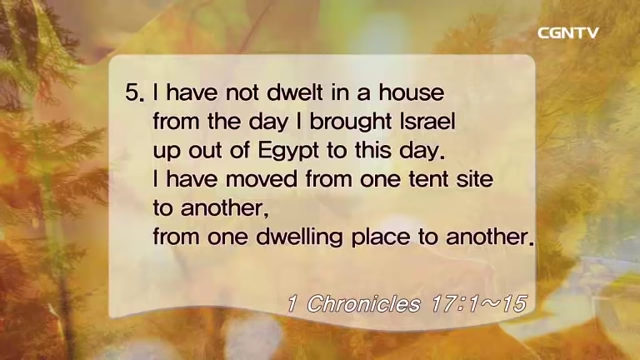 CGNTV
5. I have not dwelt in a house
from the day I brought Israel
up out of Egypt to this day.
I have moved from one tent site
to another,
from one dwelling place to another.
1 Chronicles 17:1~15